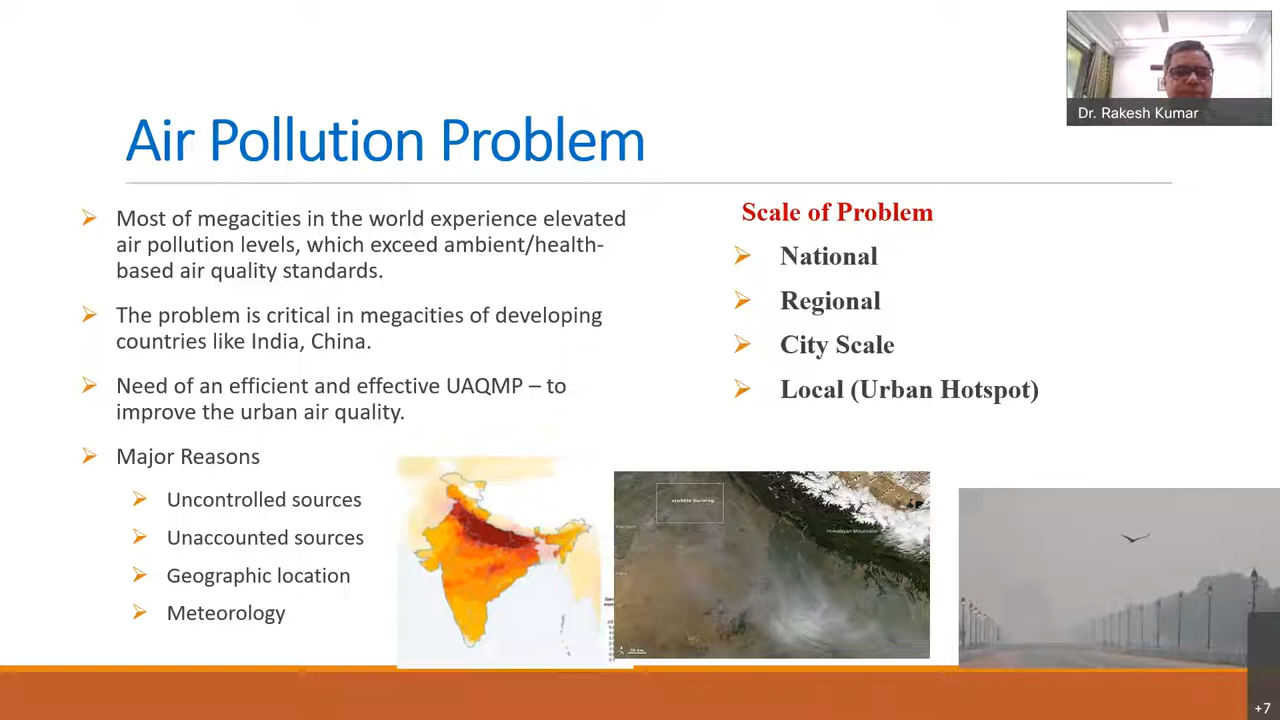 Dr. Rakesh Kumar
Air Pollution Problem
Most of megacities in the world experience elevated
air pollution levels, which exceed ambient/health-
based air quality standards.
The problem is critical in megacities of developing
countries like India, China.
Need of an efficient and effective UAQMP – to
improve the urban air quality.
Major Reasons
Uncontrolled sources
Unaccounted sources
Geographic location
Meteorology
Scale of Problem
National
Regional
City Scale
Local (Urban Hotspot)
stubble burning
Himalayan Mountains
Pakistan
+7